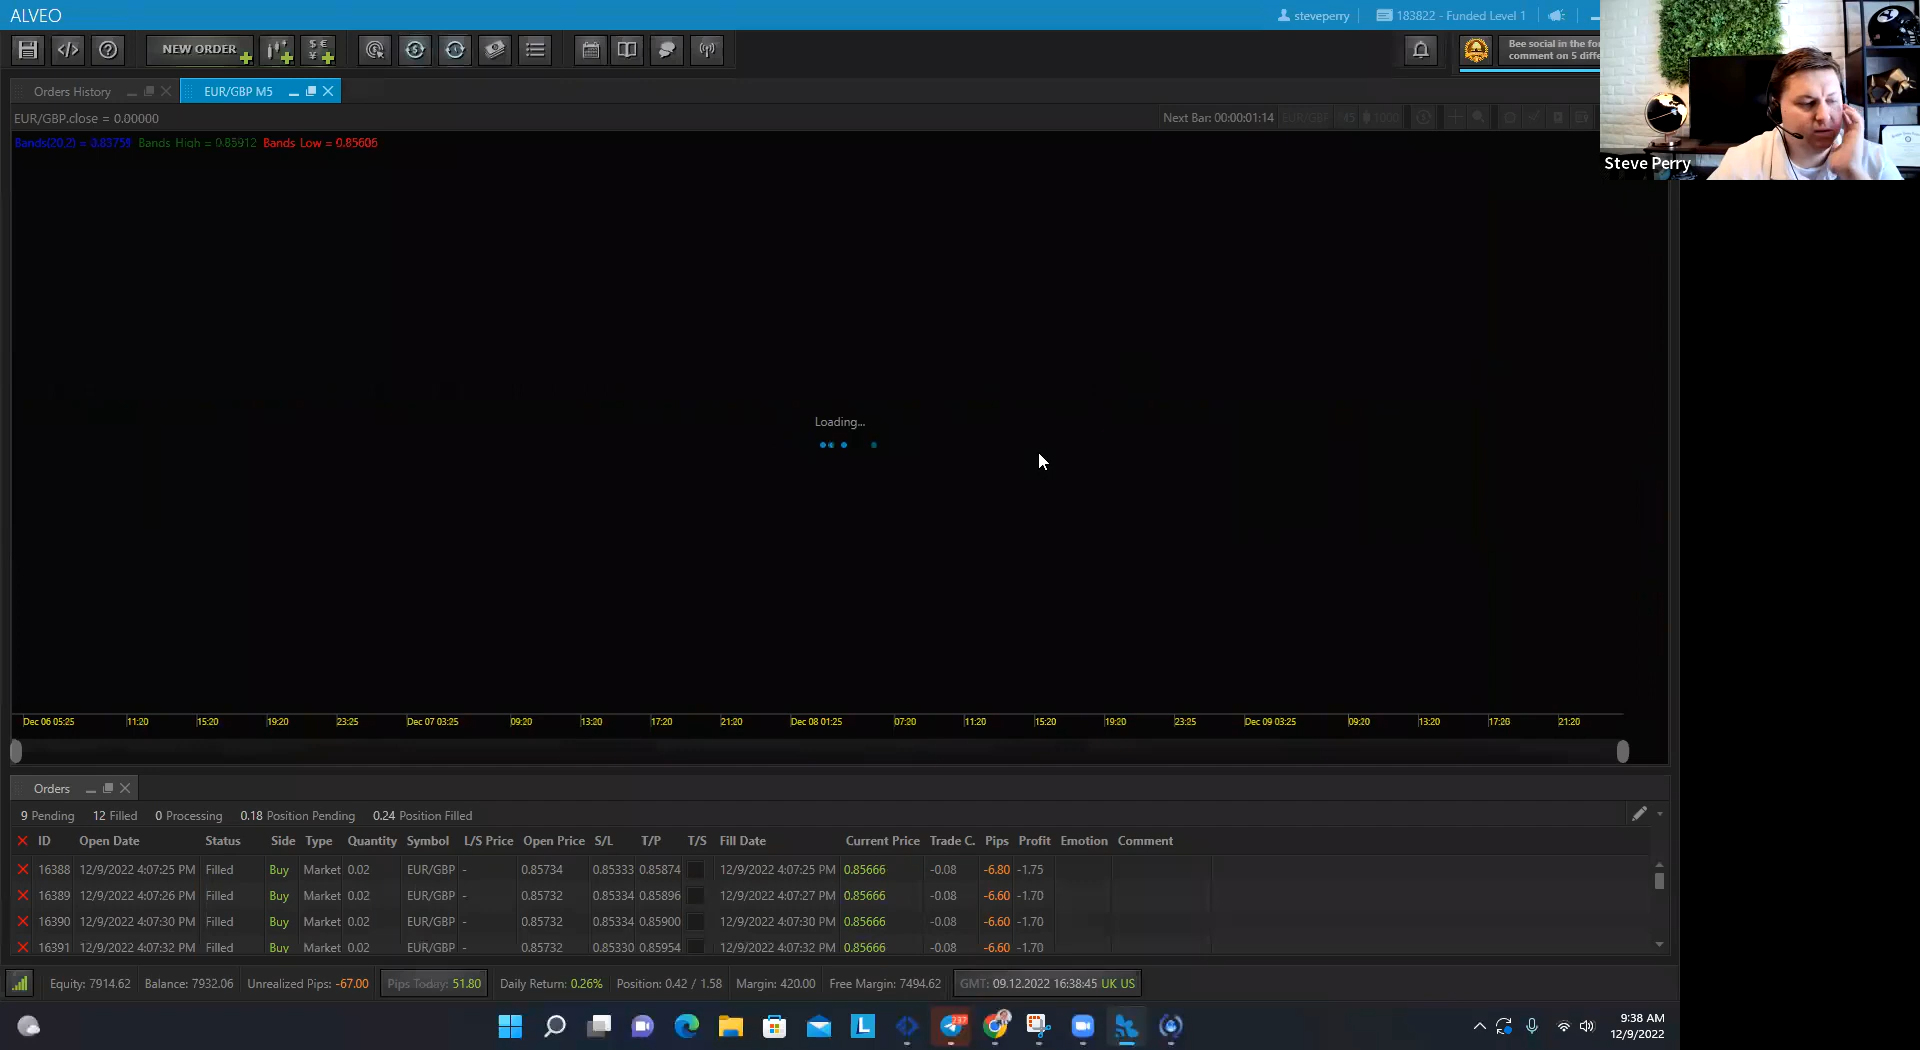 ALVEO
steveperry
183822 - Funded Level 1
NEW ORDER
Bee social in the fo
comment on 5 diffe
Steve Perry
Orders History
EUR/GBP M5
EUR/GBP.close = 0.00000
Next Bar: 00:00:01:14
EUR/GBP
1000
Bands High = 0.85912
Bands Low = 0.85606
Loading...
Dec 06 05:25
11:20
15:20
19:20
23:25
Dec 07 03:25
09:20
13:20
17:20
21:20
Dec 08 01:25
07:20
11:20
15:20
19:20
23:25
Dec 09 03:25
09:20
13:20
17:20
21:20
Orders
9 Pending 12 Filled 0 Processing 0.18 Position Pending 0.24 Position Filled
ID Open Date Status Side Type Quantity Symbol L/S Price Open Price S/L T/P T/S Fill Date Current Price Trade C. Pips Profit Emotion Comment
16388 12/9/2022 4:07:25 PM Filled Buy Market 0.02 EUR/GBP - 0.85734 0.85333 0.85874 12/9/2022 4:07:25 PM 0.85666 -0.08 -6.80 -1.75
16389 12/9/2022 4:07:26 PM Filled Buy Market 0.02 EUR/GBP - 0.85732 0.85334 0.85896 12/9/2022 4:07:27 PM 0.85666 -0.08 -6.60 -1.70
16390 12/9/2022 4:07:30 PM Filled Buy Market 0.02 EUR/GBP - 0.85732 0.85334 0.85900 12/9/2022 4:07:30 PM 0.85666 -0.08 -6.60 -1.70
16391 12/9/2022 4:07:32 PM Filled Buy Market 0.02 EUR/GBP - 0.85732 0.85330 0.85954 12/9/2022 4:07:32 PM 0.85666 -0.08 -6.60 -1.70
Equity: 7914.62 Balance: 7932.06 Unrealized Pips: -67.00 Pips Today: 51.80 Daily Return: 0.26% Position: 0.42 / 1.58 Margin: 420.00 Free Margin: 7494.62 GMT: 09.12.2022 16:38:45 UK US
237
9:38 AM
12/9/2022